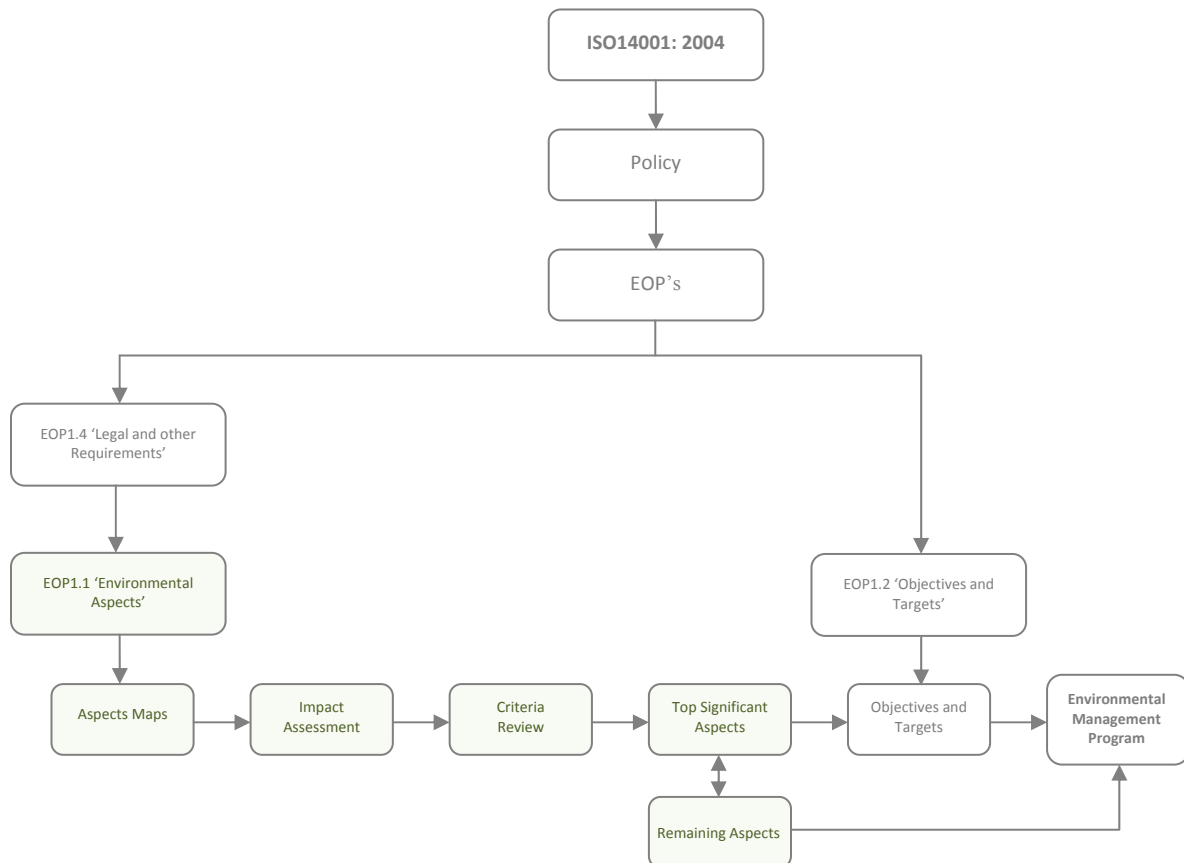 ISO14001: 2004
Policy
EOP's
EOP1.4 ‘Legal and other
Requirements’
EOP1.1 ‘Environmental
Aspects’
EOP1.2 ‘Objectives and
Targets’
Aspects Maps
Impact
Assessment
Criteria
Review
Top Significant
Aspects
Objectives and
Targets
Environmental
Management
Program
Remaining Aspects